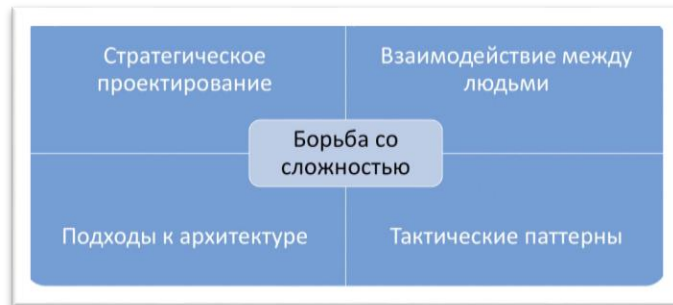 Стратегическое
проектирование
Взаимодействие между
людьми
Борьба со
сложностью
Подходы к архитектуре
Тактические паттерны